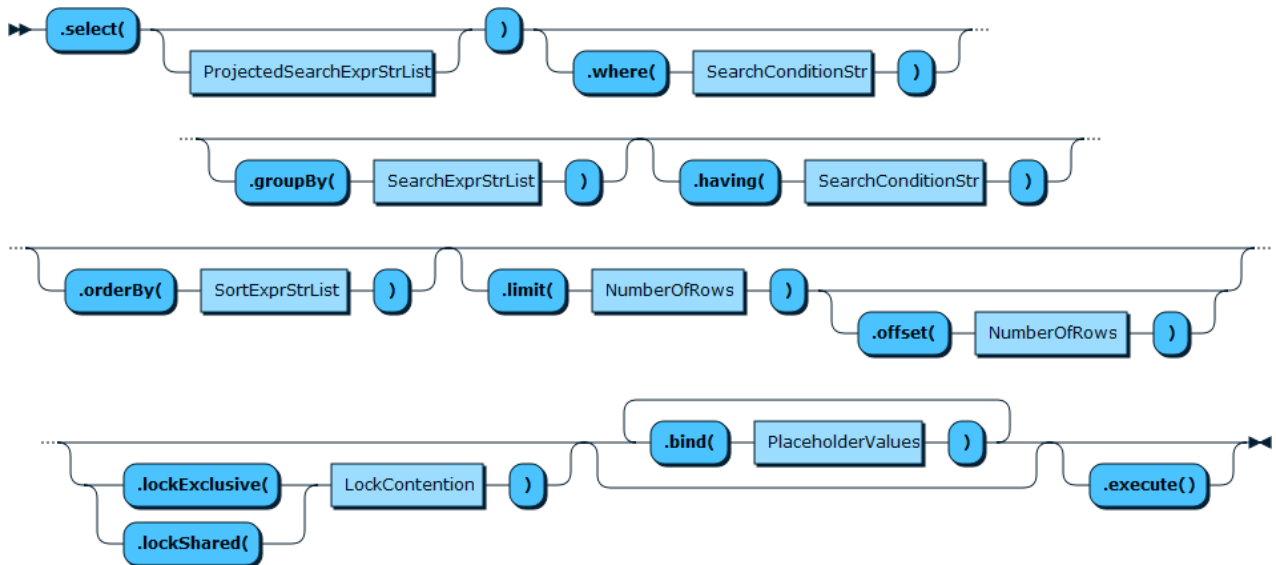 .select( )
ProjectedSearchExprStrList .where( SearchConditionStr )
.groupBy( SearchExprStrList ) .having( SearchConditionStr )
.orderBy( SortExprStrList ) .limit( NumberOfRows )
.offset( NumberOfRows )
.bind( PlaceholderValues )
.lockExclusive( LockContention ) .execute()
.lockShared(